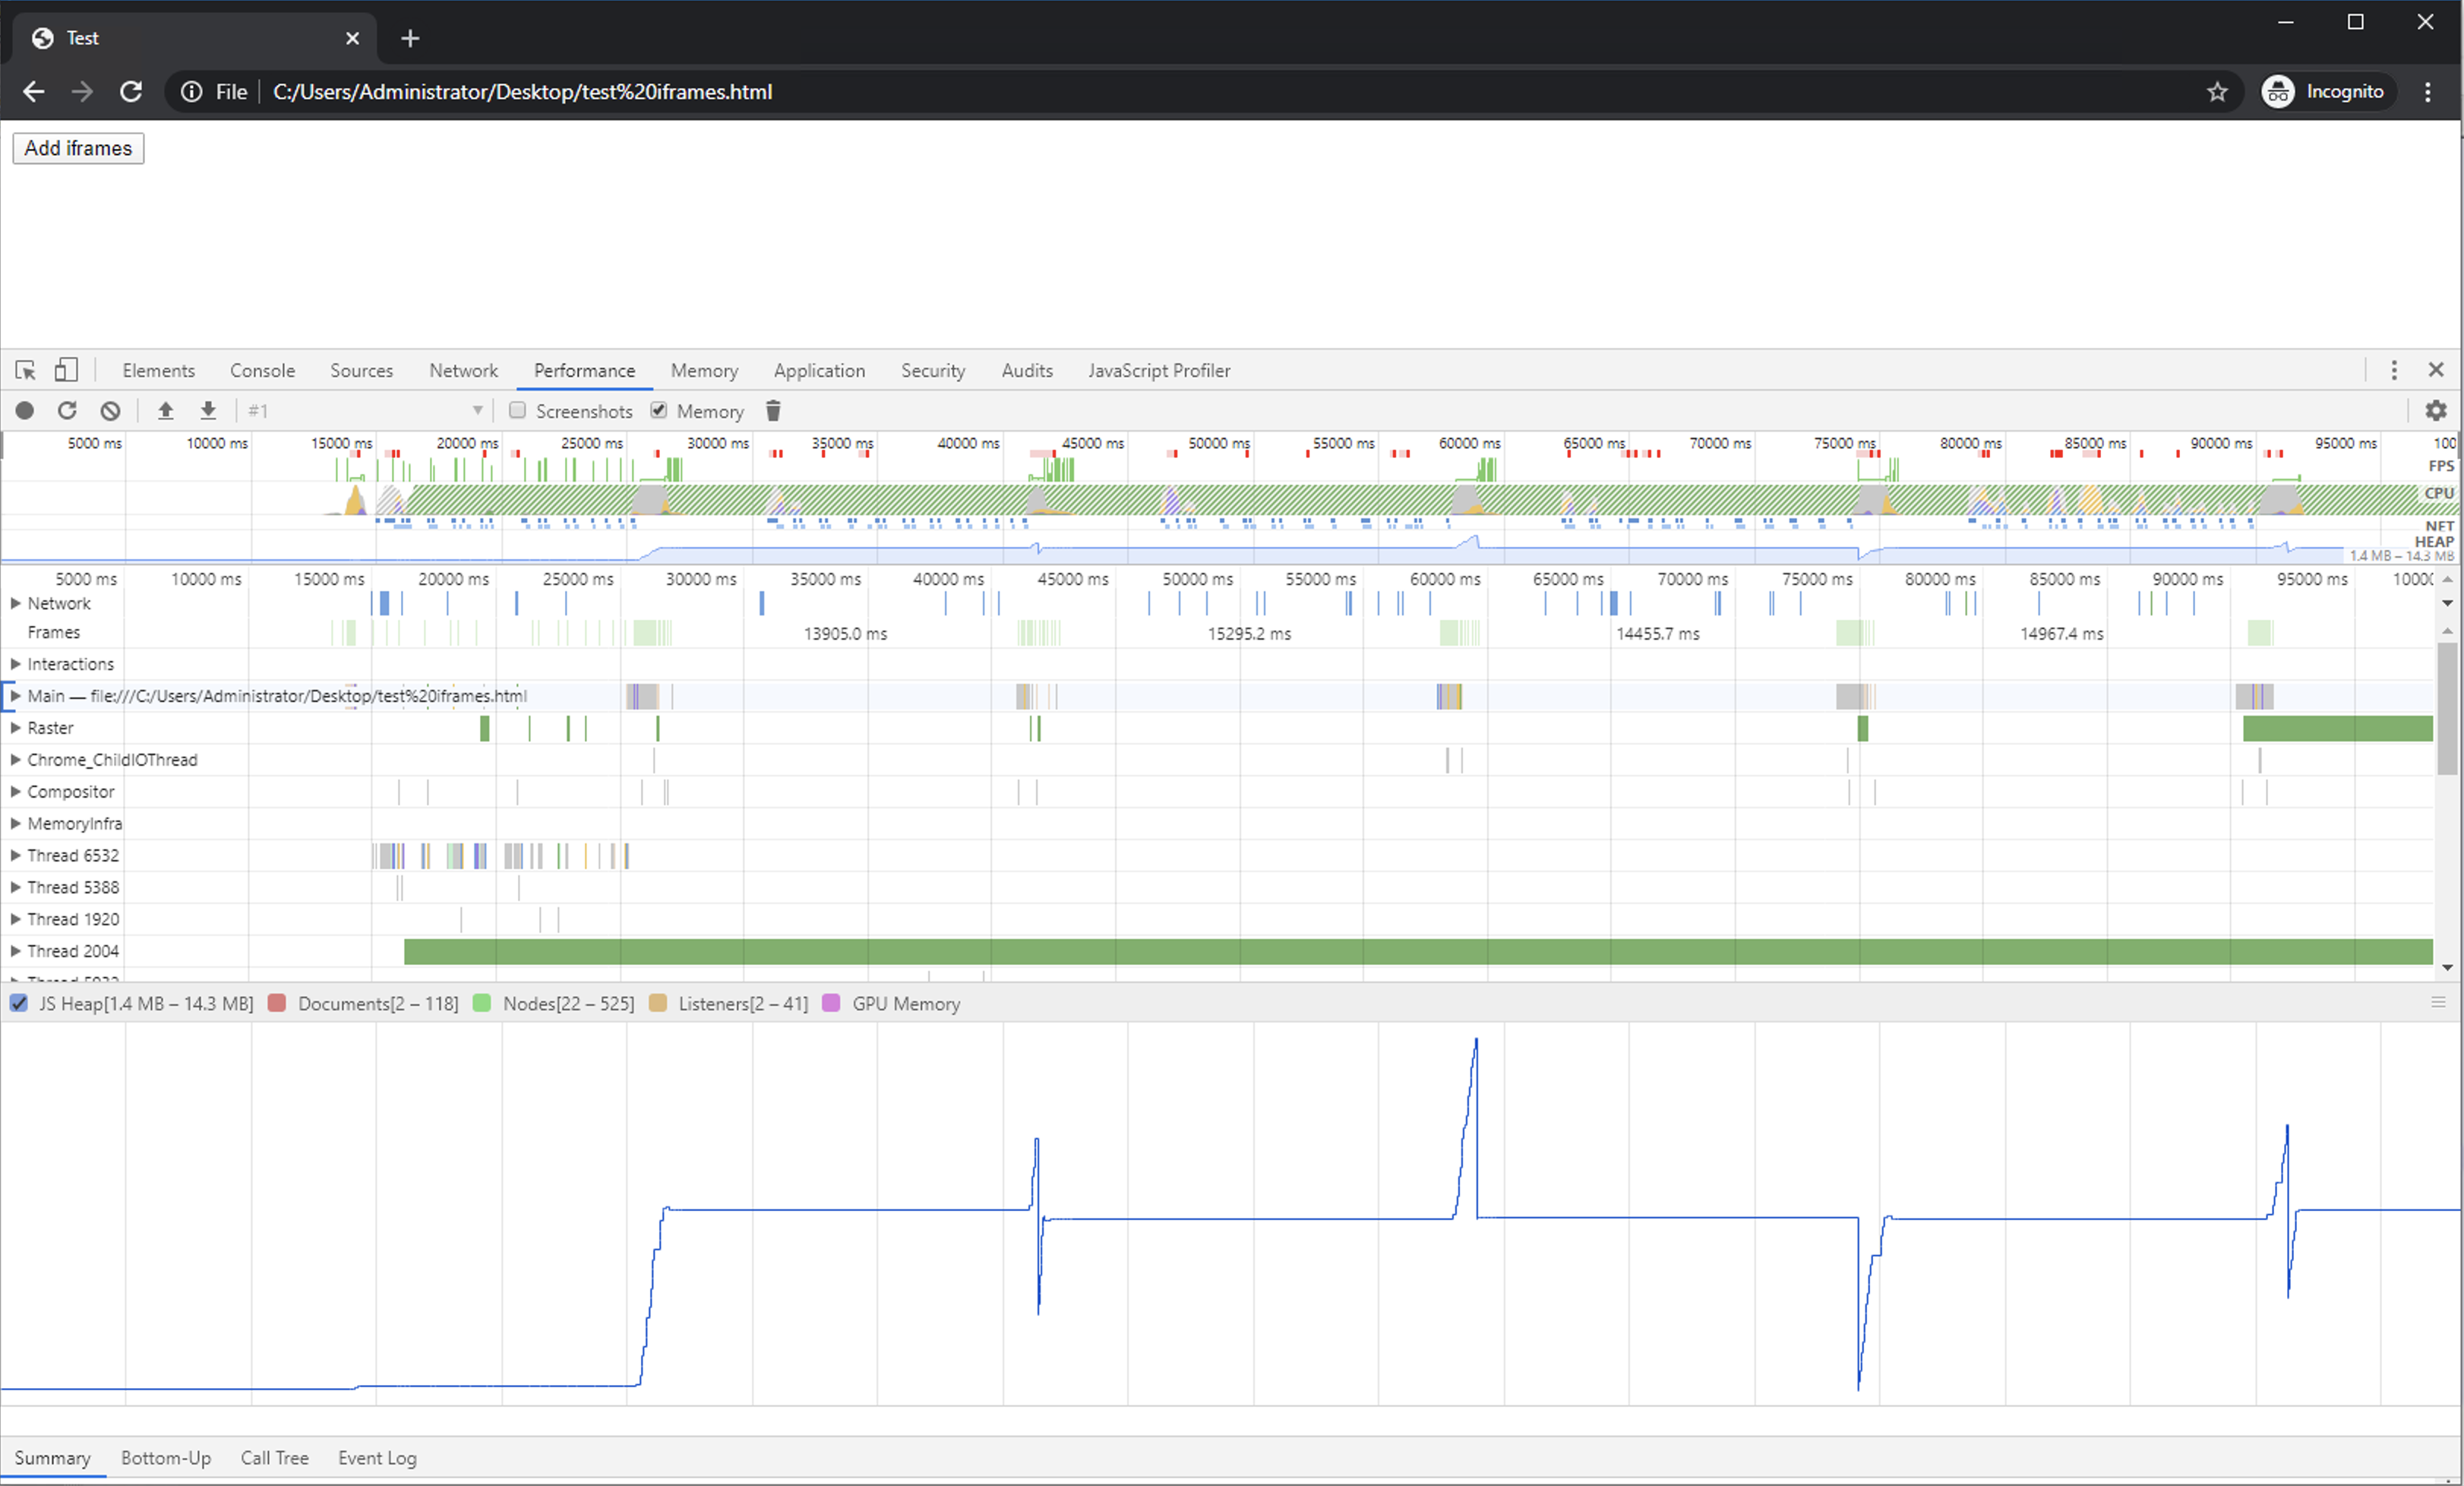 Test
File C:/Users/Administrator/Desktop/test%20iframes.html Incognito
Add iframes
Elements Console Sources Network Performance Memory Application Security Audits JavaScript Profiler
#1 Screenshots Memory
5000 ms 10000 ms 15000 ms 20000 ms 25000 ms 30000 ms 35000 ms 40000 ms 45000 ms 50000 ms 55000 ms 60000 ms 65000 ms 70000 ms 75000 ms 80000 ms 85000 ms 90000 ms 95000 ms 100
FPS
CPU
NET
HEAP
1.4 MB – 14.3 MB
5000 ms 10000 ms 15000 ms 20000 ms 25000 ms 30000 ms 35000 ms 40000 ms 45000 ms 50000 ms 55000 ms 60000 ms 65000 ms 70000 ms 75000 ms 80000 ms 85000 ms 90000 ms 95000 ms 1000
Network
Frames 13905.0 ms 15295.2 ms 14455.7 ms 14967.4 ms
Interactions
Main — file:///C:/Users/Administrator/Desktop/test%20iframes.html
Raster
Chrome_ChildIOThread
Compositor
MemoryInfra
Thread 6532
Thread 5388
Thread 1920
Thread 2004
JS Heap[1.4 MB – 14.3 MB] Documents[2 – 118] Nodes[22 – 525] Listeners[2 – 41] GPU Memory
Summary Bottom-Up Call Tree Event Log